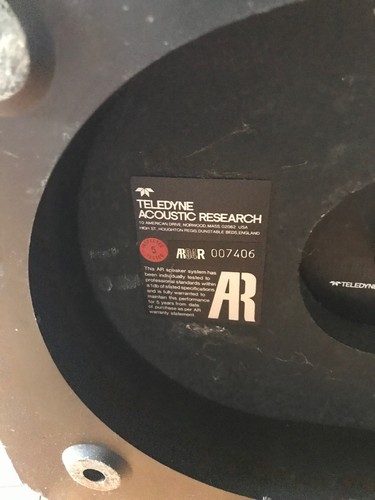 TELEDYNE
ACOUSTIC RESEARCH
10 AMERICAN DRIVE, NORWOOD, MASS. 02062 USA
HIGH ST., HOUGHTON REGIS, DUNSTABLE BEDS, ENGLAND
AR94R 007406
This AR speaker system has
been individually tested to
professional standards within
±1db of stated specifications
and is fully warranted to
maintain this performance
for 5 years from date
of purchase as per AR
warranty statement.
AR
TELEDYNE